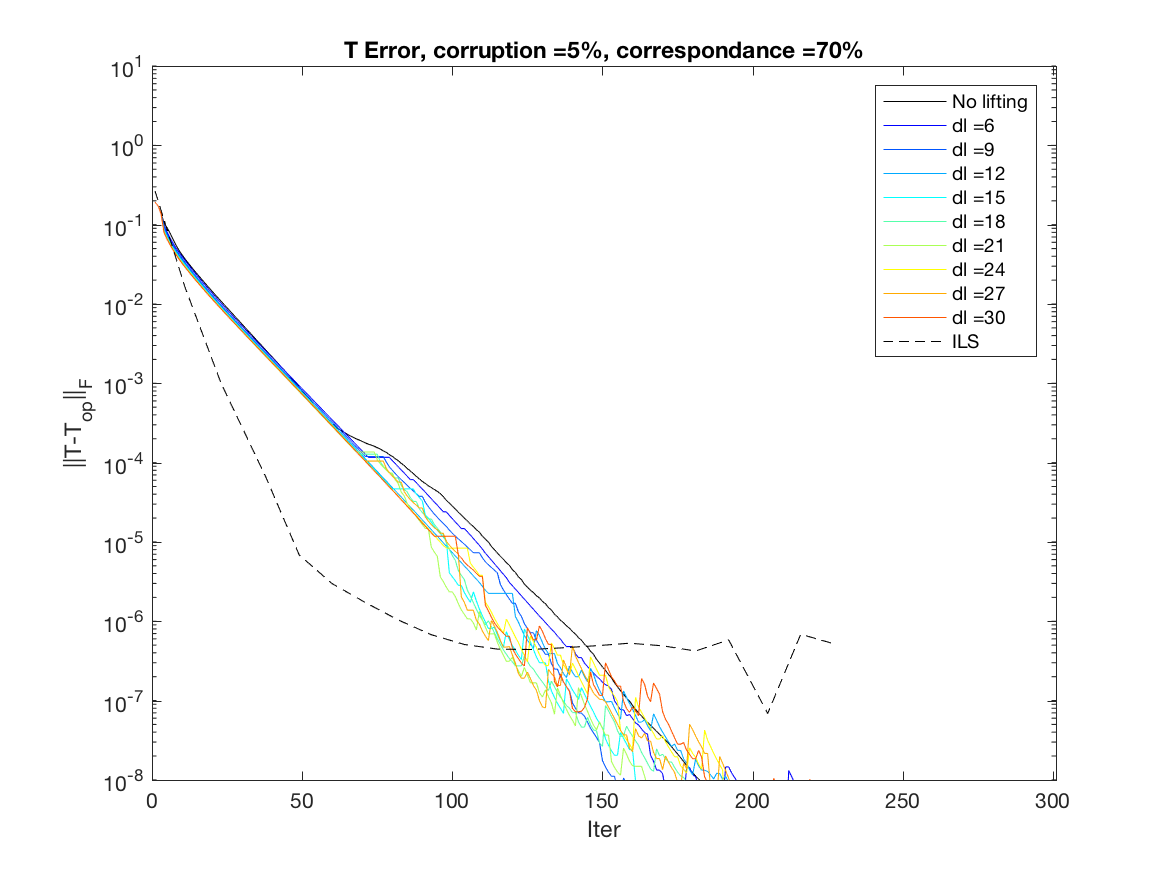 T Error, corruption =5%, correspondance =70%
10^1
10^0
10^-1
10^-2
10^-3
10^-4
10^-5
10^-6
10^-7
10^-8
||T-T_op||_F
No lifting
dl =6
dl =9
dl =12
dl =15
dl =18
dl =21
dl =24
dl =27
dl =30
ILS
0 50 100 150 200 250 300
Iter